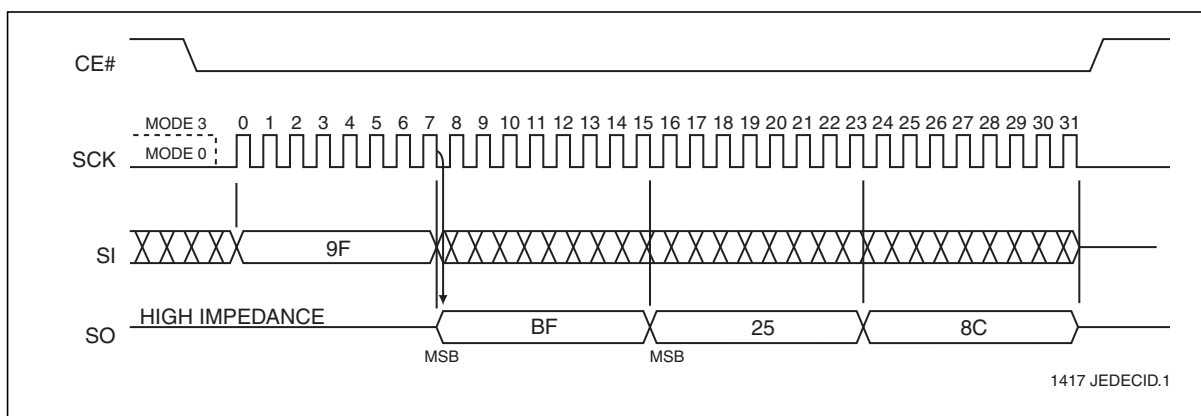 CE#
MODE 3
0 1 2 3 4 5 6 7 8 9 10 11 12 13 14 15 16 17 18 19 20 21 22 23 24 25 26 27 28 29 30 31
SCK
MODE 0
SI
9F
HIGH IMPEDANCE
SO
BF
25
8C
MSB
MSB
1417 JEDECID.1